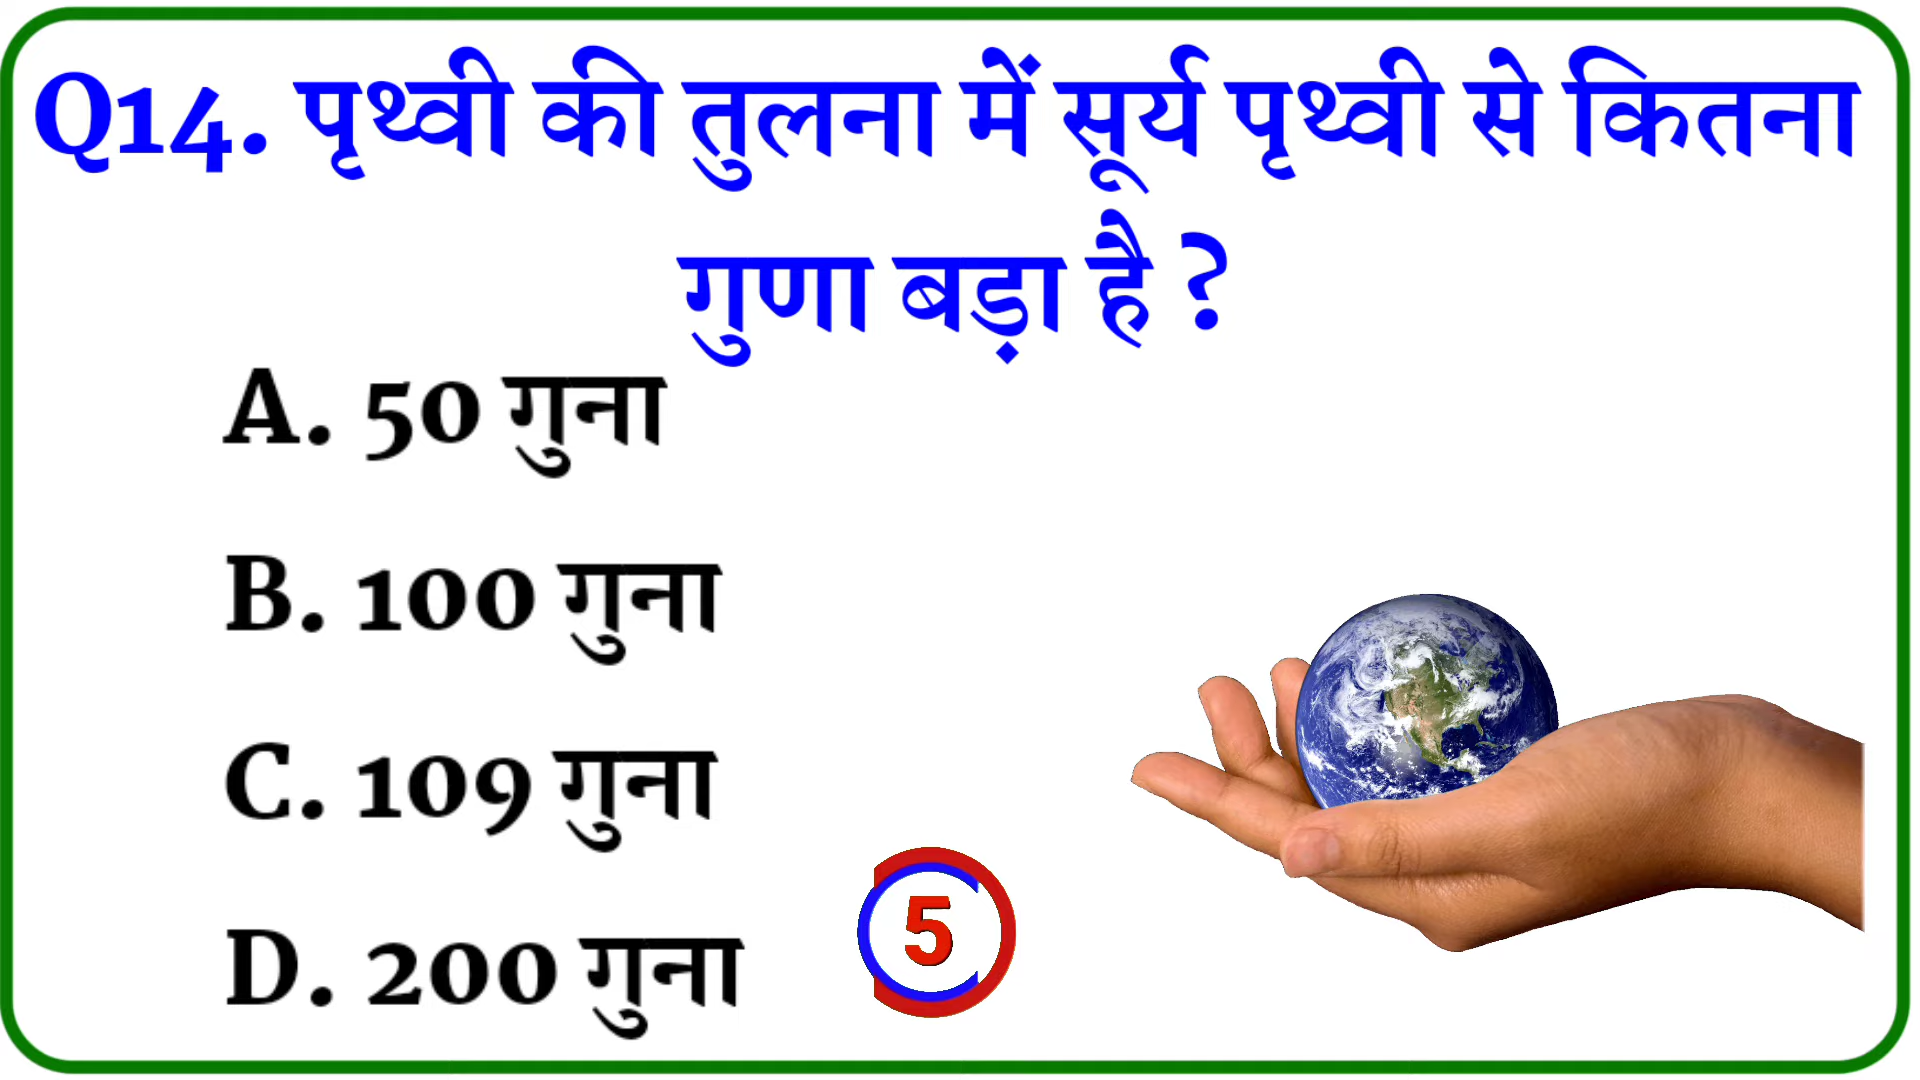 Q14. पृथ्वी की तुलना में सूर्य पृथ्वी से कितना
गुणा बड़ा है ?
A. 50 गुना
B. 100 गुना
C. 109 गुना
D. 200 गुना
5